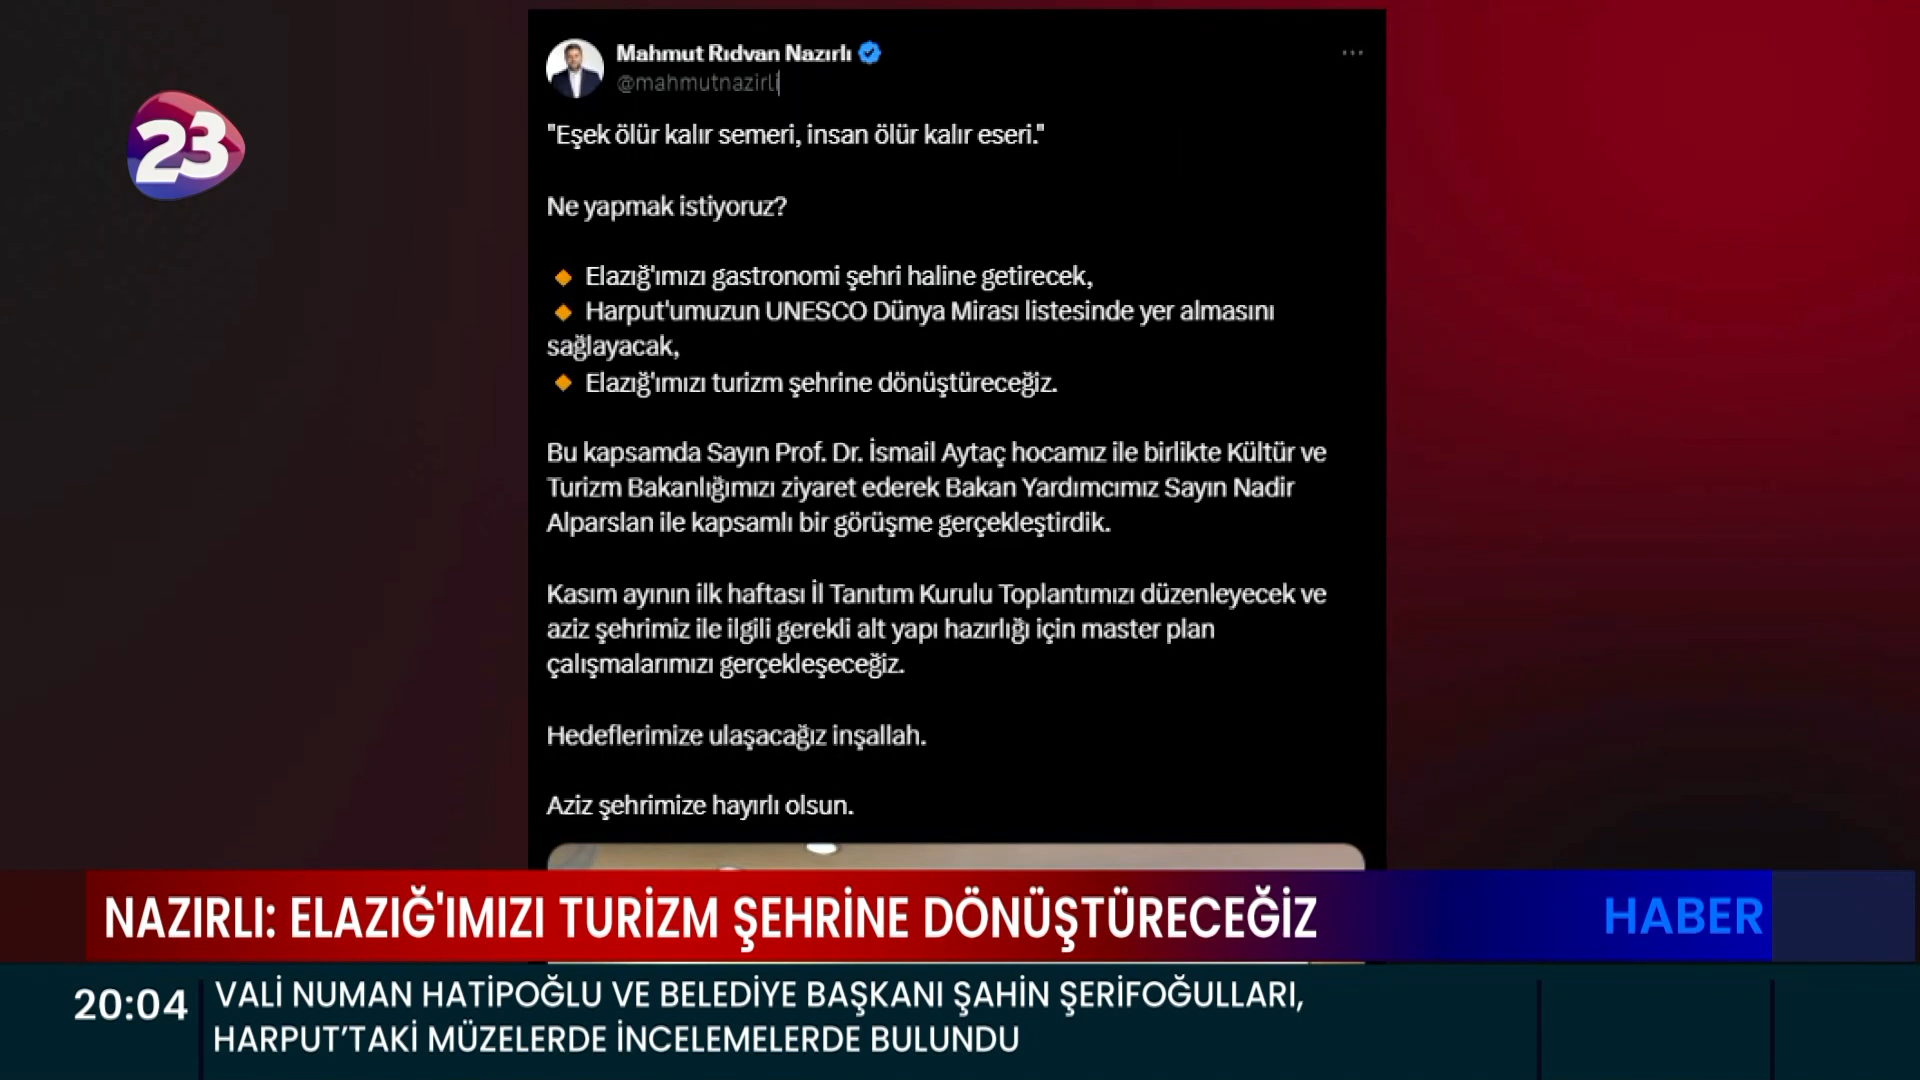 23
Mahmut Rıdvan Nazırlı
@mahmutnazirli
"Eşek ölür kalır semeri, insan ölür kalır eseri."
Ne yapmak istiyoruz?
🔸 Elazığ'ımızı gastronomi şehri haline getirecek,
🔸 Harput'umuzun UNESCO Dünya Mirası listesinde yer almasını
sağlayacak,
🔸 Elazığ'ımızı turizm şehrine dönüştüreceğiz.
Bu kapsamda Sayın Prof. Dr. İsmail Aytaç hocamız ile birlikte Kültür ve
Turizm Bakanlığımızı ziyaret ederek Bakan Yardımcımız Sayın Nadir
Alparslan ile kapsamlı bir görüşme gerçekleştirdik.
Kasım ayının ilk haftası İl Tanıtım Kurulu Toplantımızı düzenleyecek ve
aziz şehrimiz ile ilgili gerekli alt yapı hazırlığı için master plan
çalışmalarımızı gerçekleşeceğiz.
Hedeflerimize ulaşacağız inşallah.
Aziz şehrimize hayırlı olsun.
NAZIRLI: ELAZIĞ'IMIZI TURİZM ŞEHRİNE DÖNÜŞTÜRECEĞİZ
HABER
20:04
VALİ NUMAN HATİPOĞLU VE BELEDİYE BAŞKANI ŞAHİN ŞERİFOĞULLARI,
HARPUT’TAKİ MÜZELERDE İNCELEMELERDE BULUNDU